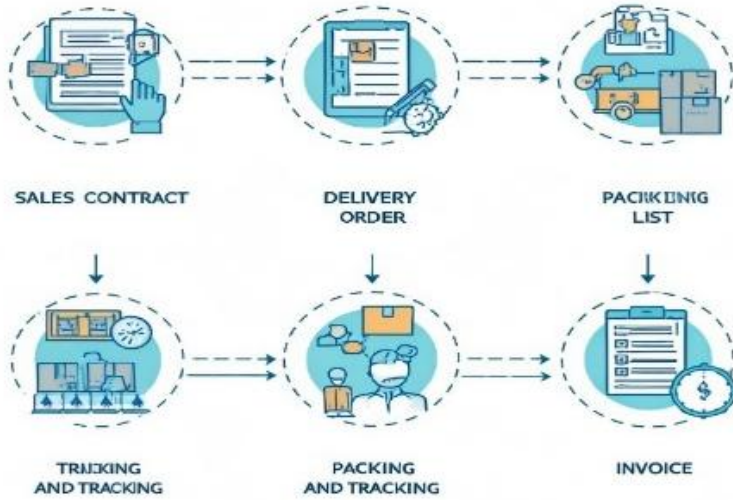 SALES CONTRACT
DELIVERY
ORDER
LIST
AND TRACKING
PACKING
AND TRACKING
INVOICE
$